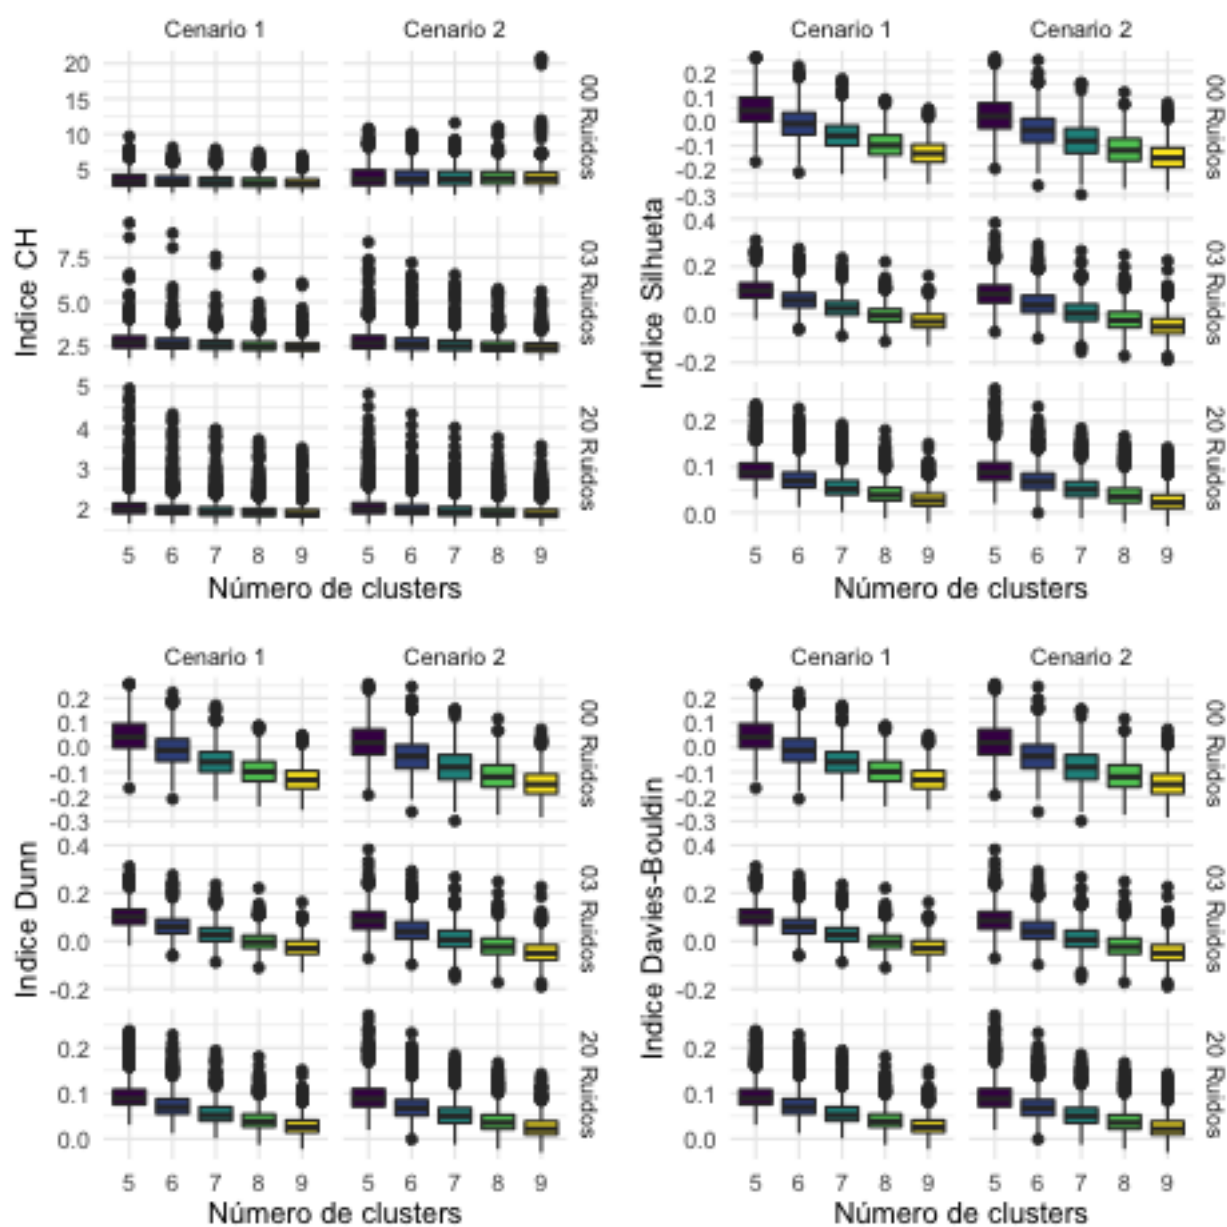 Cenario 1 Cenario 2
Indice CH
20
15
10
5
00 Ruidos
7.5
5.0
2.5
03 Ruidos
5
4
3
2
20 Ruidos
5 6 7 8 9 5 6 7 8 9
Número de clusters
Cenario 1 Cenario 2
Indice Silhueta
0.2
0.1
0.0
-0.1
-0.2
-0.3
00 Ruidos
0.4
0.2
0.0
-0.2
03 Ruidos
0.2
0.1
0.0
20 Ruidos
5 6 7 8 9 5 6 7 8 9
Número de clusters
Cenario 1 Cenario 2
Indice Dunn
0.2
0.1
0.0
-0.1
-0.2
-0.3
00 Ruidos
0.4
0.2
0.0
-0.2
03 Ruidos
0.2
0.1
0.0
20 Ruidos
5 6 7 8 9 5 6 7 8 9
Número de clusters
Cenario 1 Cenario 2
Indice Davies-Bouldin
0.2
0.1
0.0
-0.1
-0.2
-0.3
00 Ruidos
0.4
0.2
0.0
-0.2
03 Ruidos
0.2
0.1
0.0
20 Ruidos
5 6 7 8 9 5 6 7 8 9
Número de clusters